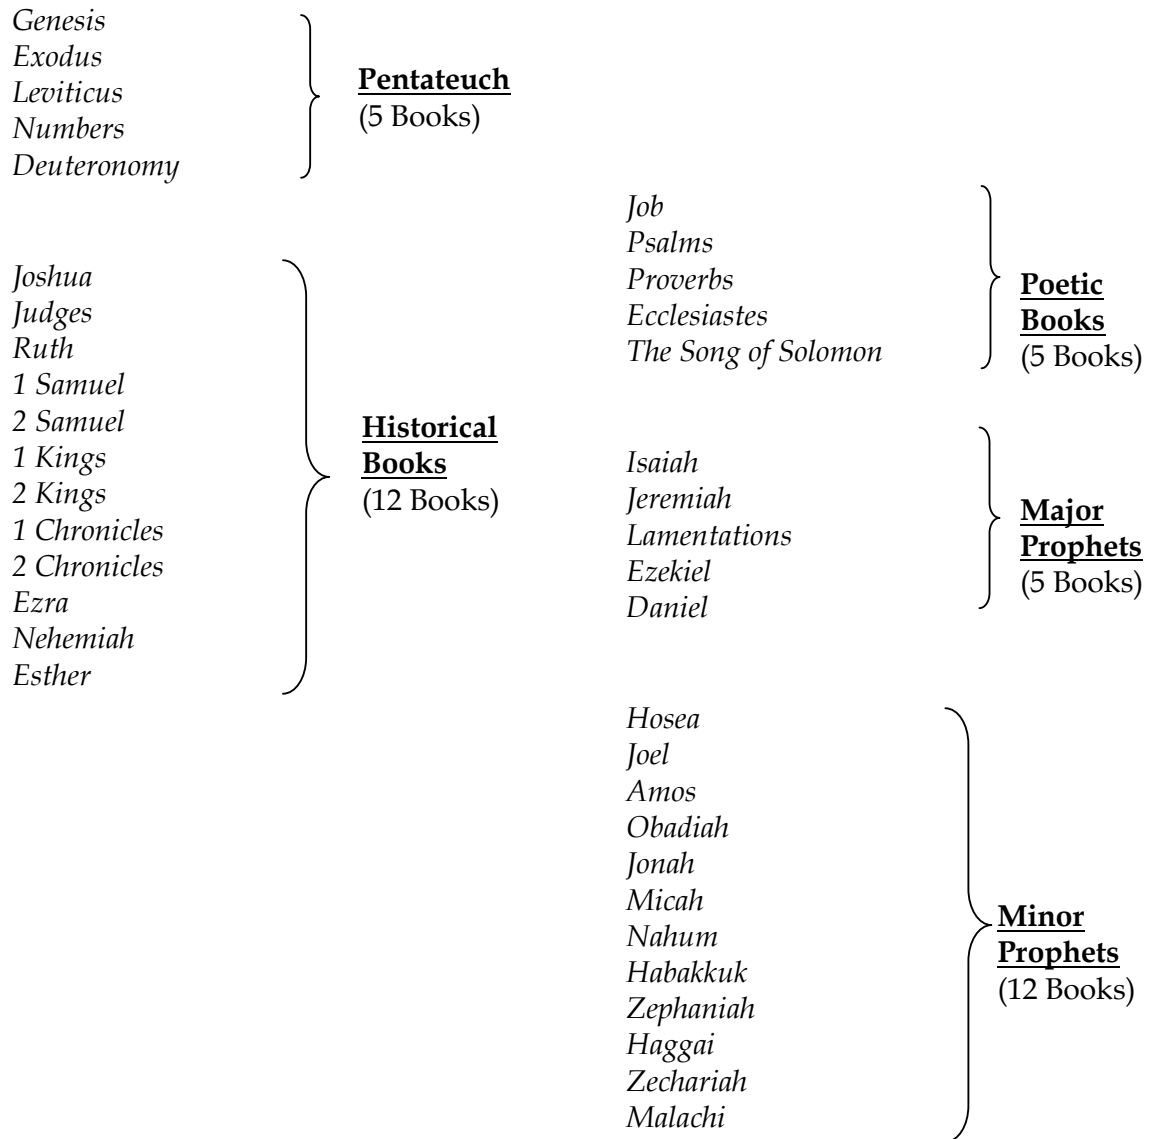 Genesis
Exodus
Leviticus
Numbers
Deuteronomy
Pentateuch
(5 Books)
Joshua
Judges
Ruth
1 Samuel
2 Samuel
1 Kings
2 Kings
1 Chronicles
2 Chronicles
Ezra
Nehemiah
Esther
Historical
Books
(12 Books)
Job
Psalms
Proverbs
Ecclesiastes
The Song of Solomon
Poetic
Books
(5 Books)
Isaiah
Jeremiah
Lamentations
Ezekiel
Daniel
Major
Prophets
(5 Books)
Hosea
Joel
Amos
Obadiah
Jonah
Micah
Nahum
Habakkuk
Zephaniah
Haggai
Zechariah
Malachi
Minor
Prophets
(12 Books)